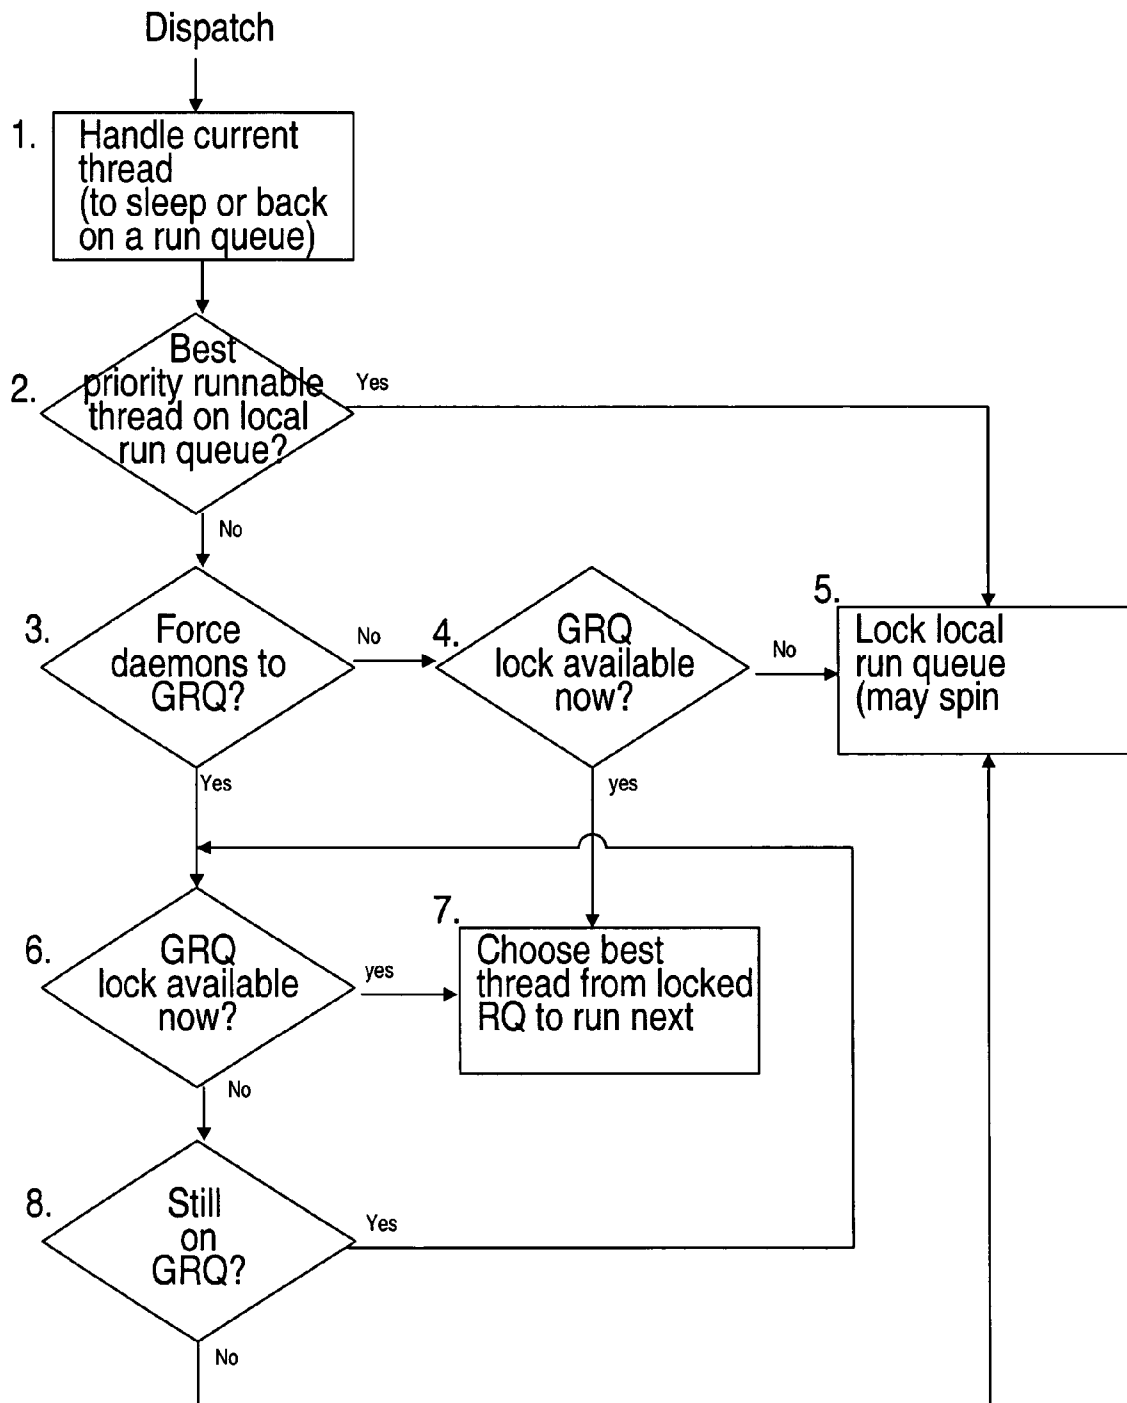 Dispatch
1.
Handle current
thread
(to sleep or back
on a run queue)
2.
Best
priority runnable
thread on local
run queue?
Yes
No
3.
Force
daemons to
GRQ?
No
Yes
4.
GRQ
lock available
now?
No
yes
5.
Lock local
run queue
(may spin
6.
GRQ
lock available
now?
yes
No
7.
Choose best
thread from locked
RQ to run next
8.
Still
on
GRQ?
Yes
No